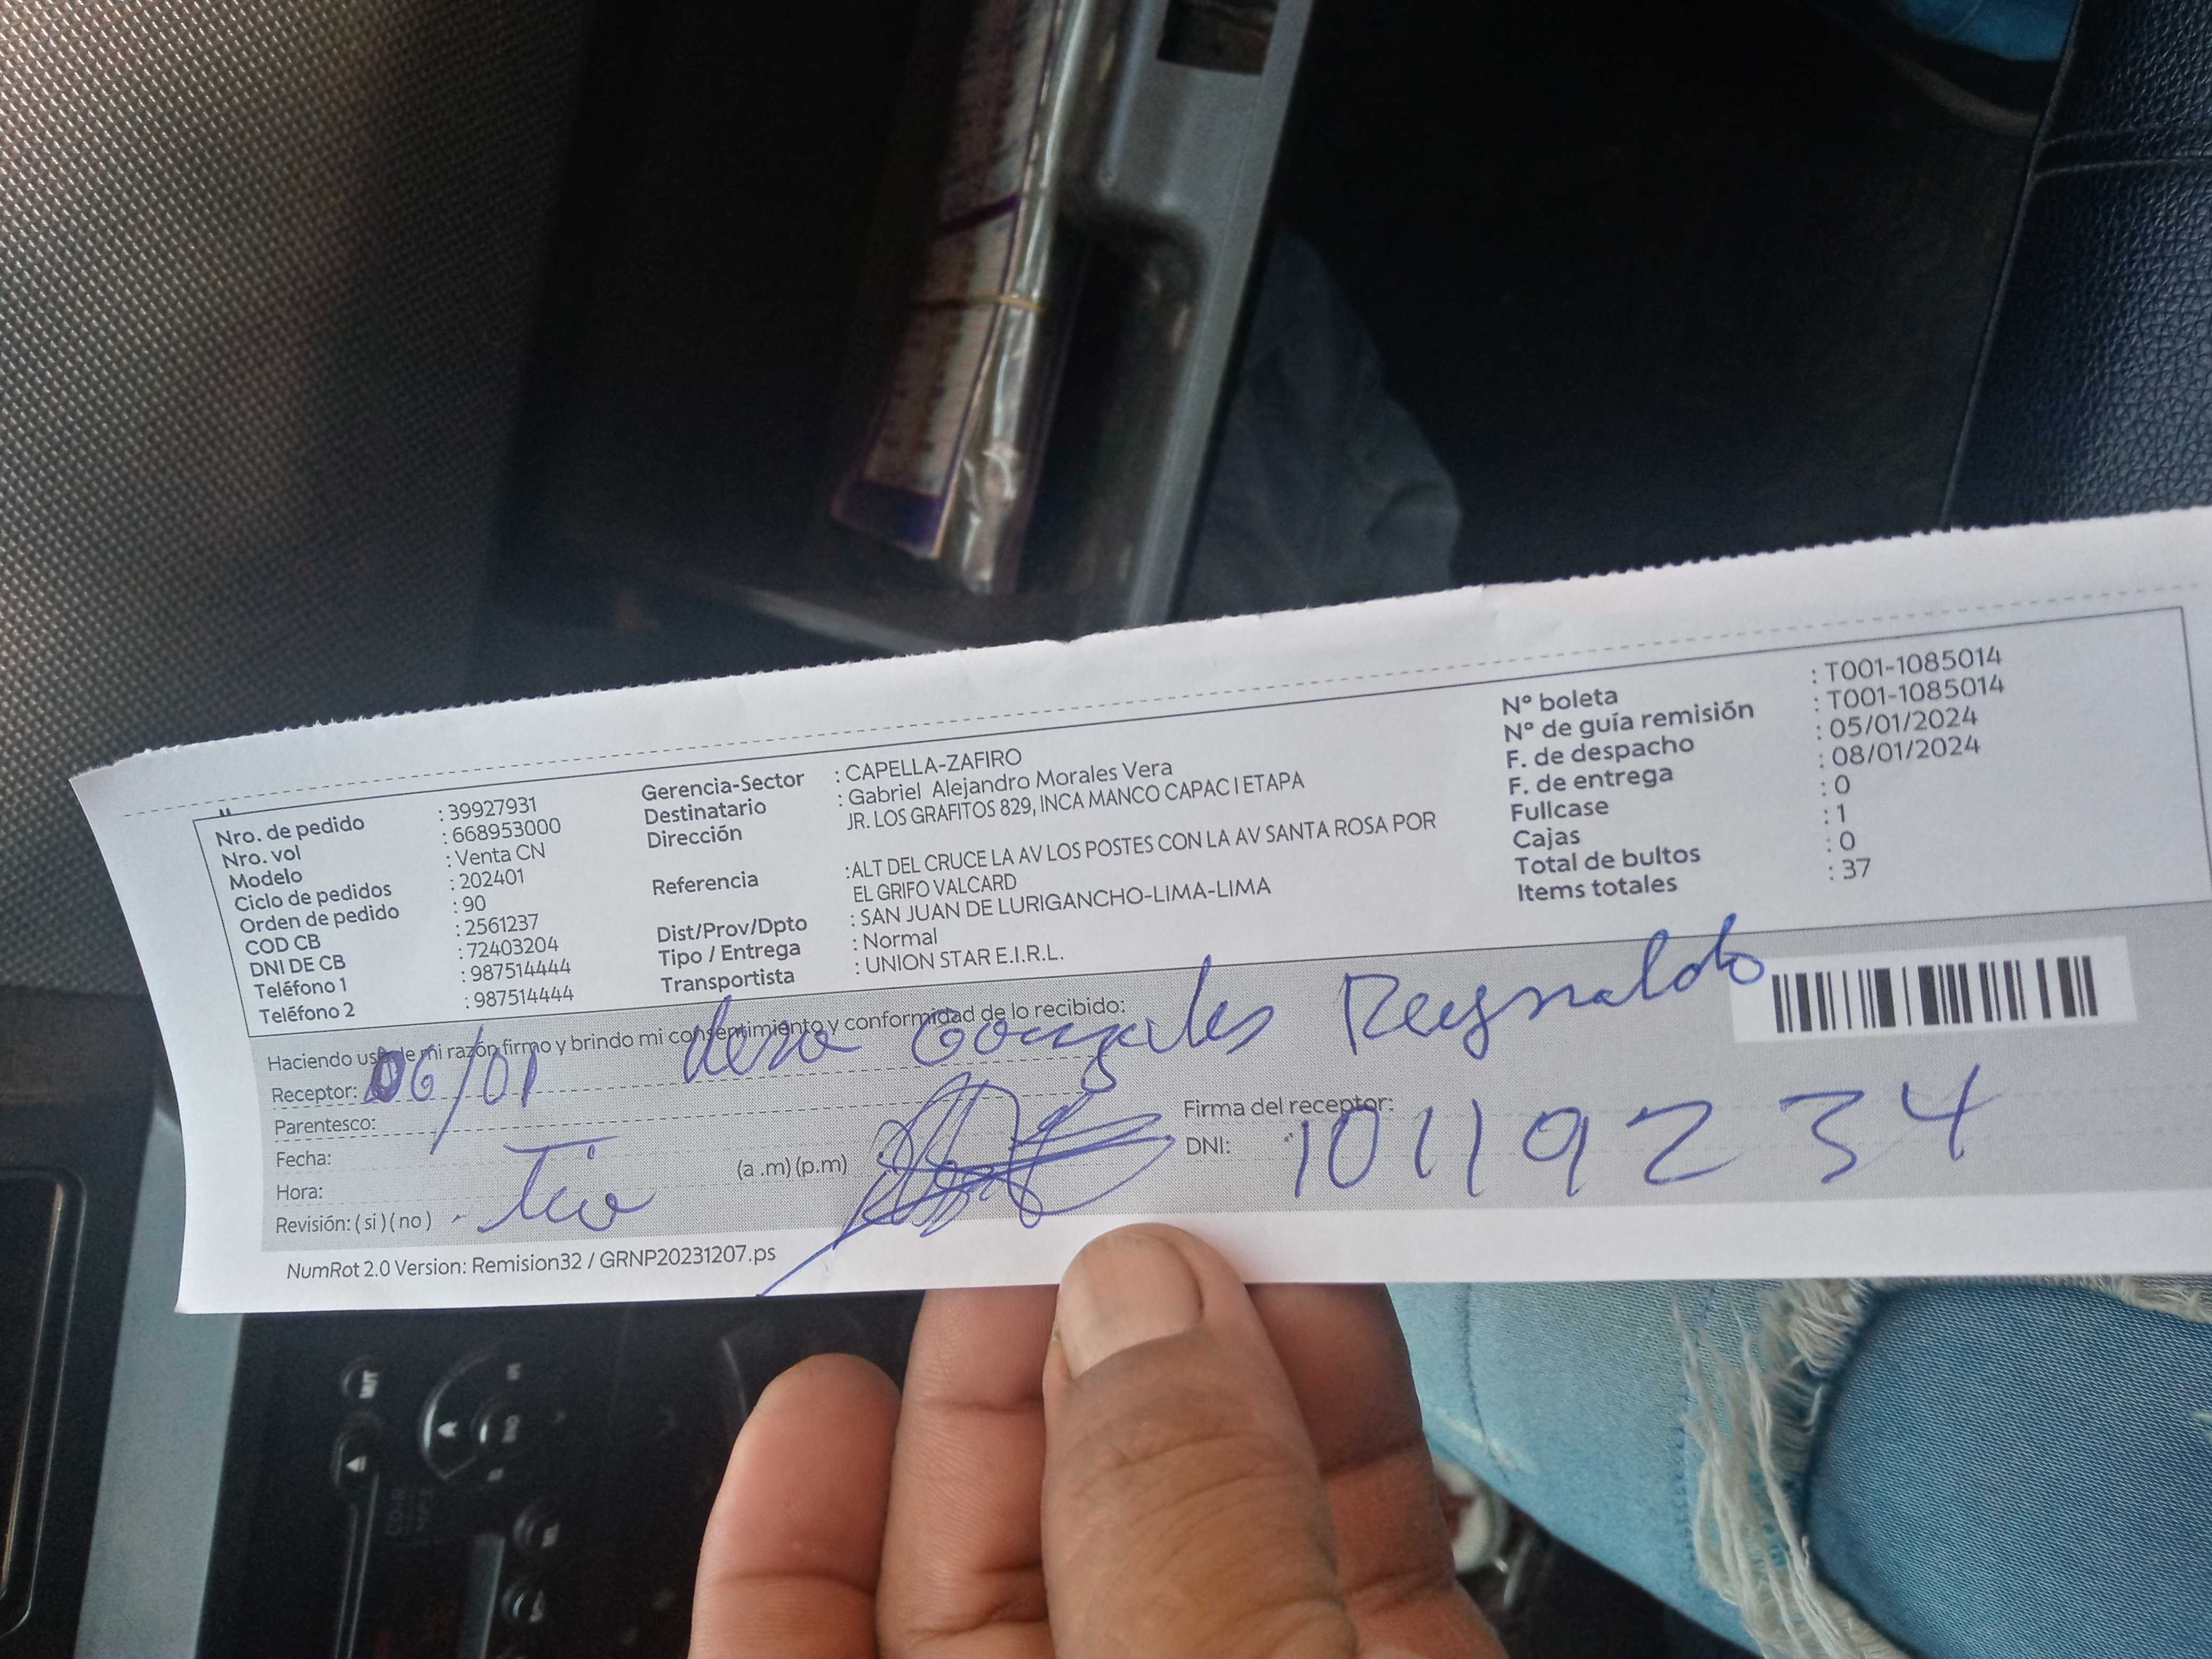 Nro. de pedido : 39927931
Nro. vol : 668953000
Modelo : Venta CN
Ciclo de pedidos : 202401
Orden de pedido : 90
COD CB : 2561237
DNI DE CB : 72403204
Teléfono 1 : 987514444
Teléfono 2 : 987514444
Gerencia-Sector : CAPELLA-ZAFIRO
Destinatario : Gabriel Alejandro Morales Vera
Dirección JR. LOS GRAFITOS 829, INCA MANCO CAPAC I ETAPA
Referencia :ALT DEL CRUCE LA AV LOS POSTES CON LA AV SANTA ROSA POR
EL GRIFO VALCARD
Dist/Prov/Dpto : SAN JUAN DE LURIGANCHO-LIMA-LIMA
Tipo / Entrega : Normal
Transportista : UNION STAR E.I.R.L.
N° boleta : T001-1085014
N° de guía remisión : T001-1085014
F. de despacho : 05/01/2024
F. de entrega : 08/01/2024
Fullcase : 0
Cajas : 1
Total de bultos : 0
Items totales : 37
Haciendo uso de mi razón firmo y brindo mi consentimiento y conformidad de lo recibido:
Receptor: 06/01 Gonzales Reynaldo
Parentesco:
Fecha:
Hora: (a .m) (p.m)
Revisión: ( si ) ( no ) Tio
Firma del receptor:
DNI: 10119234
NumRot 2.0 Version: Remision32 / GRNP20231207.ps